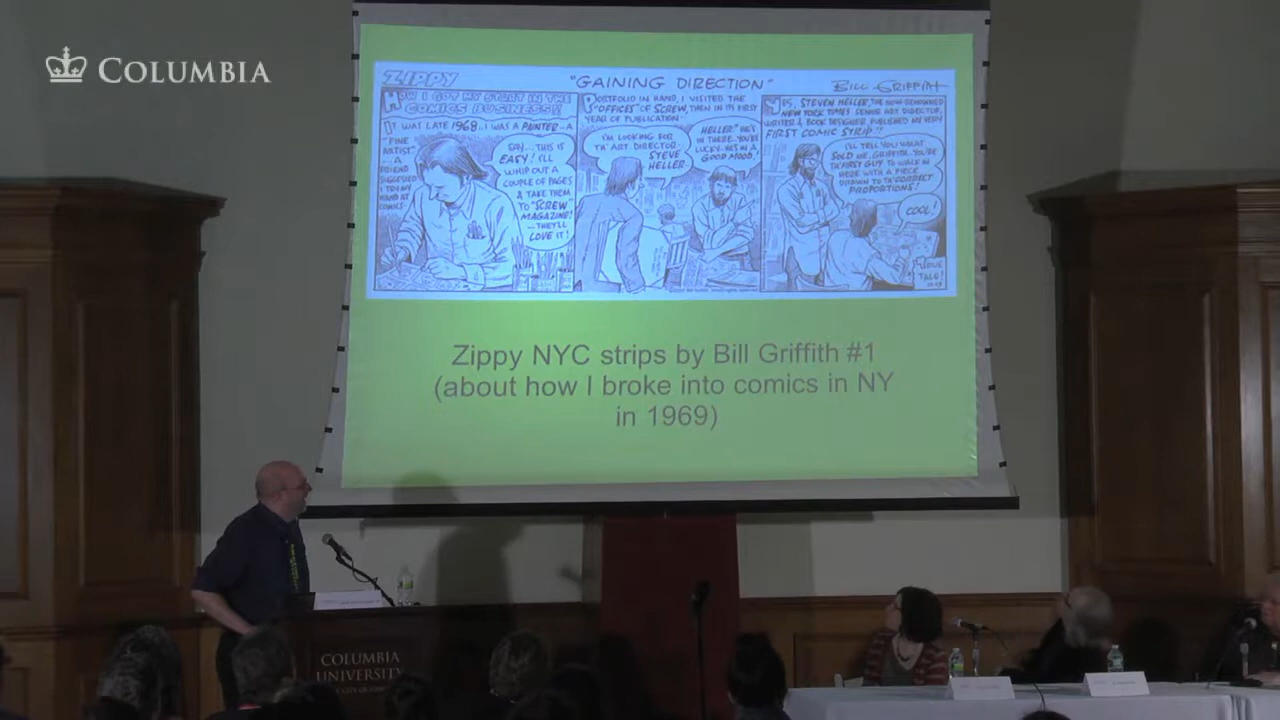 COLUMBIA
ZIPPY
"GAINING DIRECTION"
BILL GRIFFITH
HOW I GOT MY START IN THE
COMICS BUSINESS!!
IT WAS LATE 1968.. I WAS A PAINTER — A
"FINE
ARTIST"
... A
FRIEND
SUGGESTED
I TRY MY
HAND AT
COMICS
SAY... THIS IS
EASY! I'LL
WHIP OUT A
COUPLE OF PAGES
& TAKE THEM
TO "SCREW"
MAGAZINE!
...THEY'LL
LOVE IT!
PORTFOLIO IN HAND, I VISITED THE
"OFFICES" OF SCREW, THEN IN ITS FIRST
YEAR OF PUBLICATION.
I'M LOOKING FOR
TH' ART DIRECTOR..
STEVE
HELLER..
HELLER? HE'S
IN THERE.. YOU'RE
LUCKY.. HE'S IN A
GOOD MOOD!
YES, STEVEN HELLER, THE NOW-RENOWNED
NEW YORK TIMES SENIOR ART DIRECTOR,
WRITER & BOOK DESIGNER, PUBLISHED MY VERY
FIRST COMIC STRIP!!
I'LL TELL YOU WHAT
SOLD ME, GRIFFITH.. YOU'RE
TH' FIRST GUY TO WALK IN
HERE WITH A PIECE
DRAWN TO TH' CORRECT
PROPORTIONS!
COOL!
TRUE
TALE!
Zippy NYC strips by Bill Griffith #1
(about how I broke into comics in NY
in 1969)
COLUMBIA
UNIVERSITY